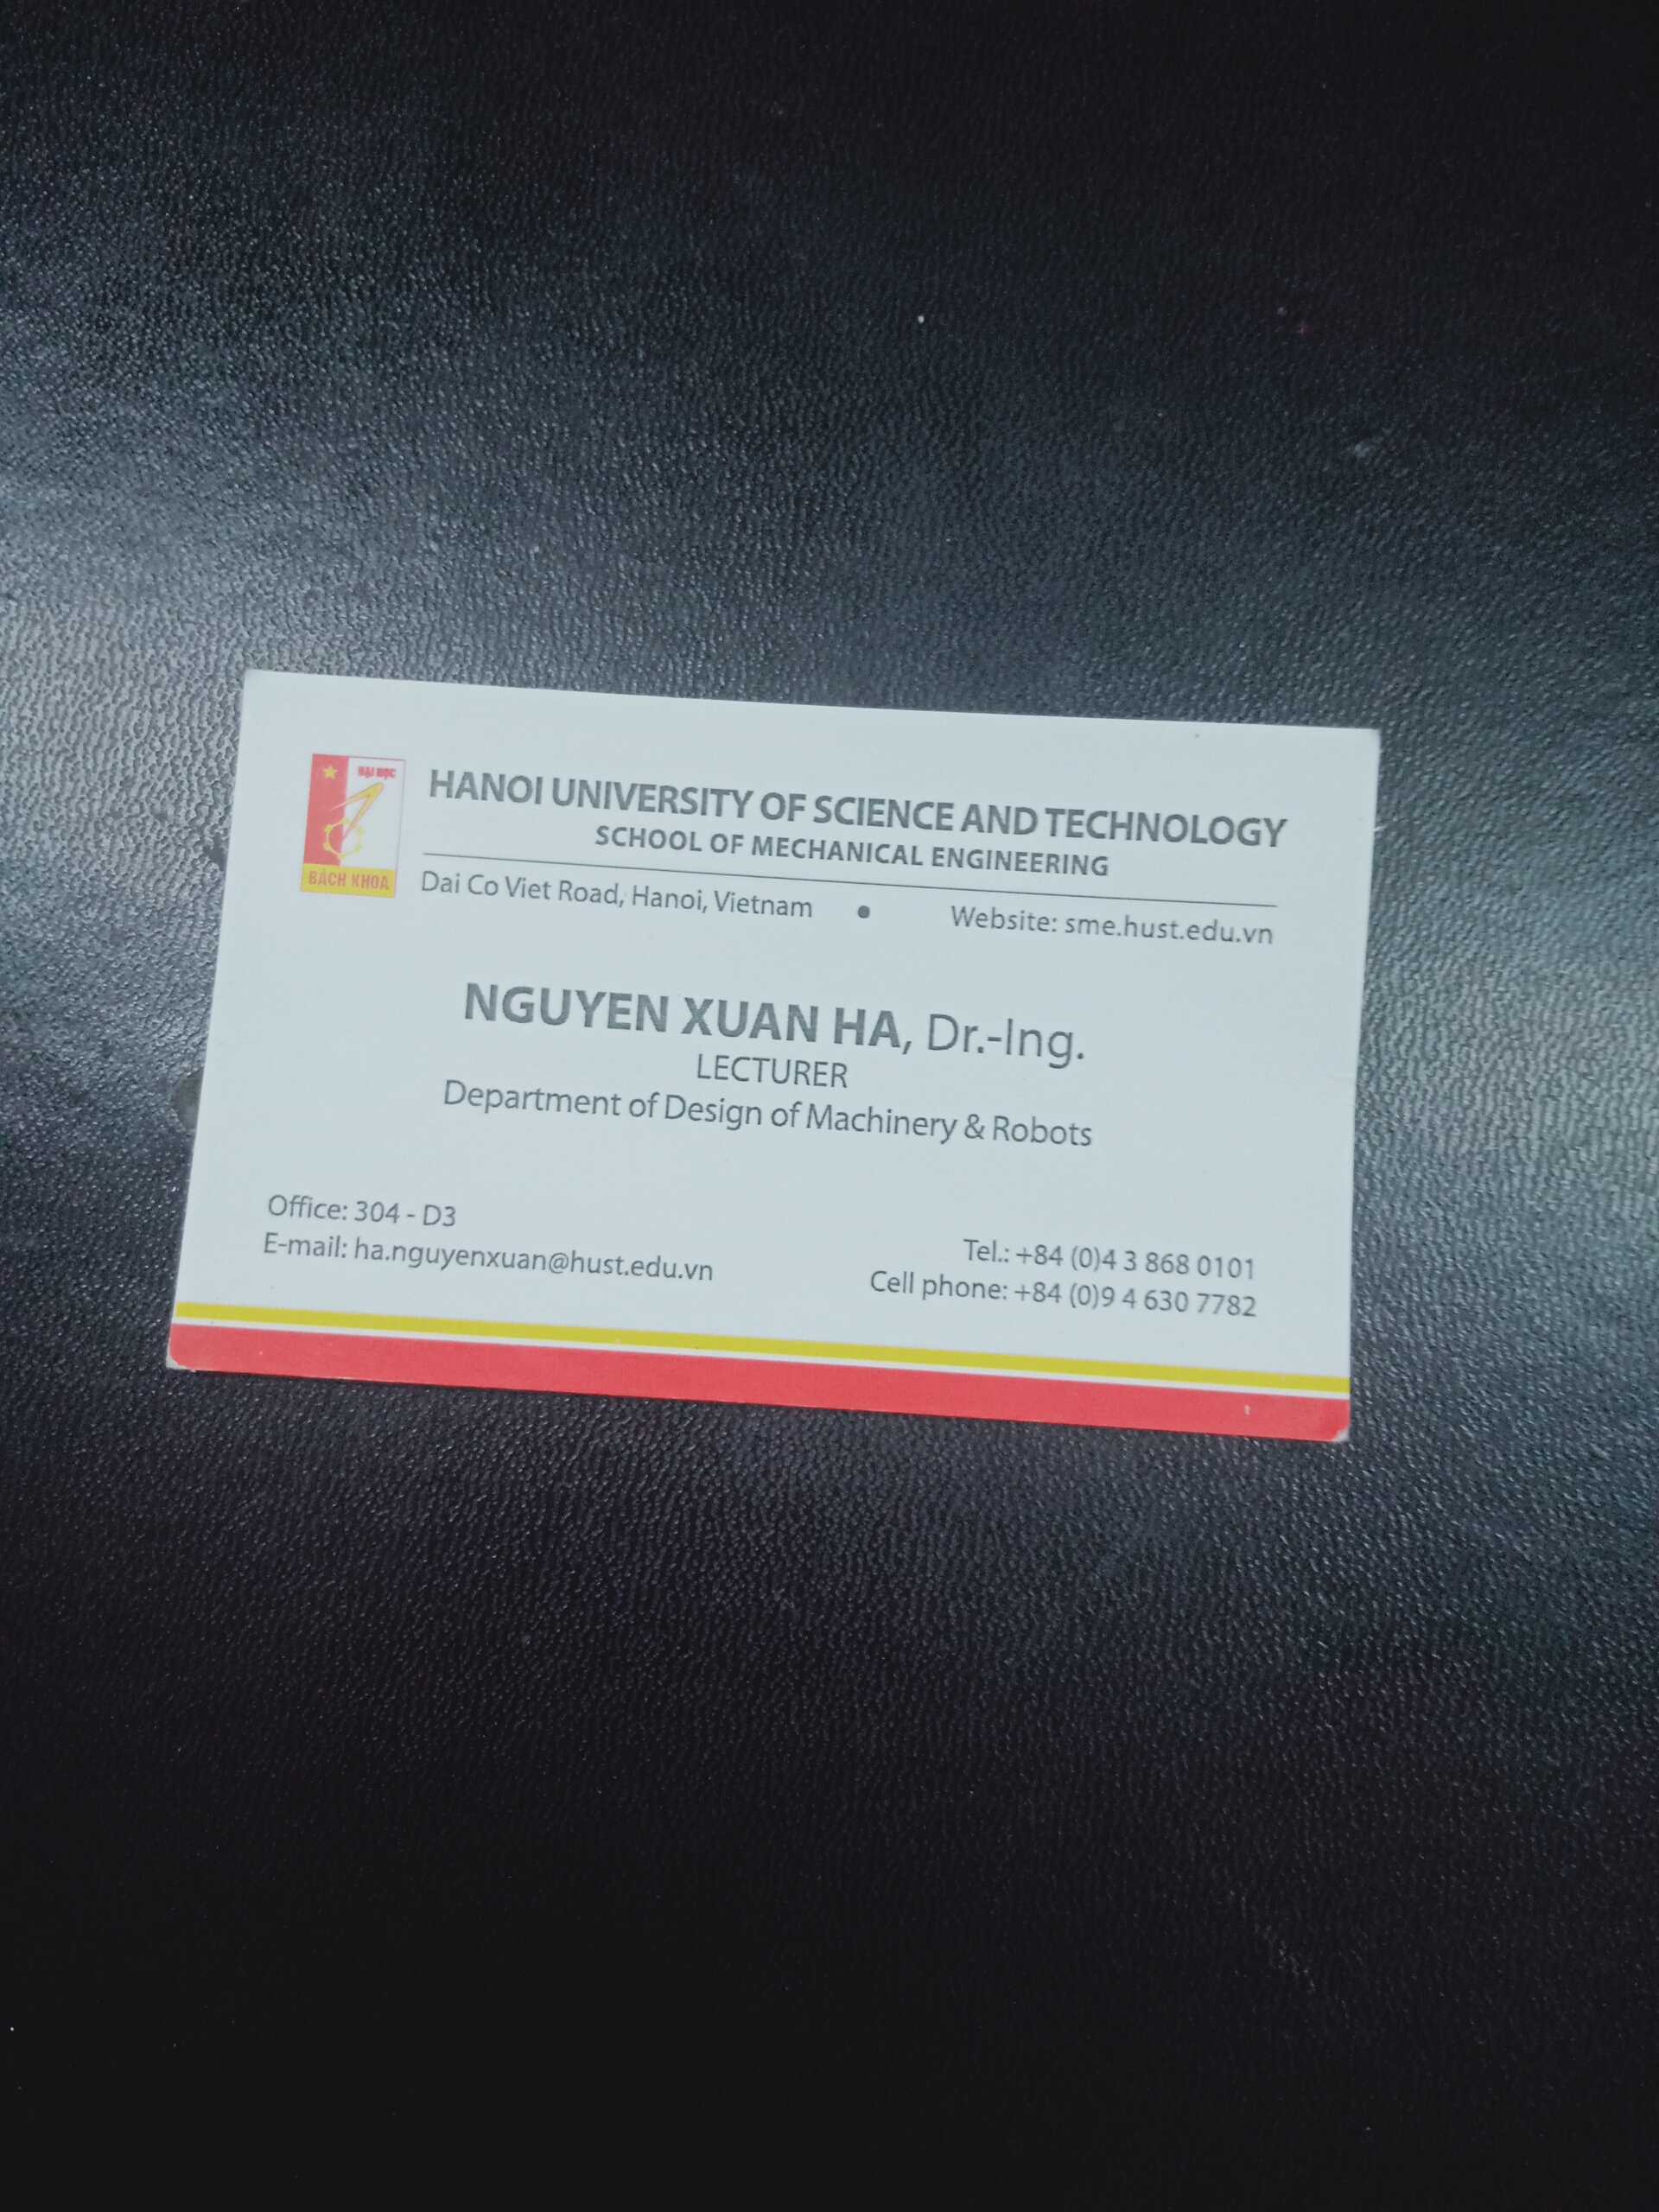 ĐẠI HỌC
BÁCH KHOA
HANOI UNIVERSITY OF SCIENCE AND TECHNOLOGY
SCHOOL OF MECHANICAL ENGINEERING
Dai Co Viet Road, Hanoi, Vietnam • Website: sme.hust.edu.vn
NGUYEN XUAN HA, Dr.-Ing.
LECTURER
Department of Design of Machinery & Robots
Office: 304 - D3
E-mail: ha.nguyenxuan@hust.edu.vn
Tel.: +84 (0)4 3 868 0101
Cell phone: +84 (0)9 4 630 7782